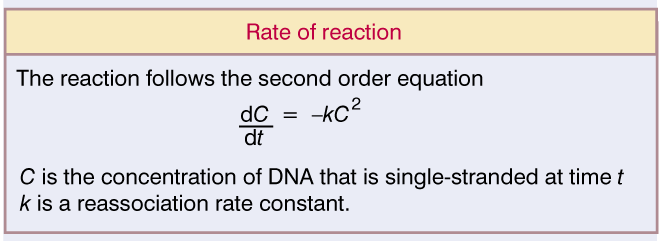 Rate of reaction
The reaction follows the second order equation
dC/dt = –kC²
C is the concentration of DNA that is single-stranded at time t
k is a reassociation rate constant.